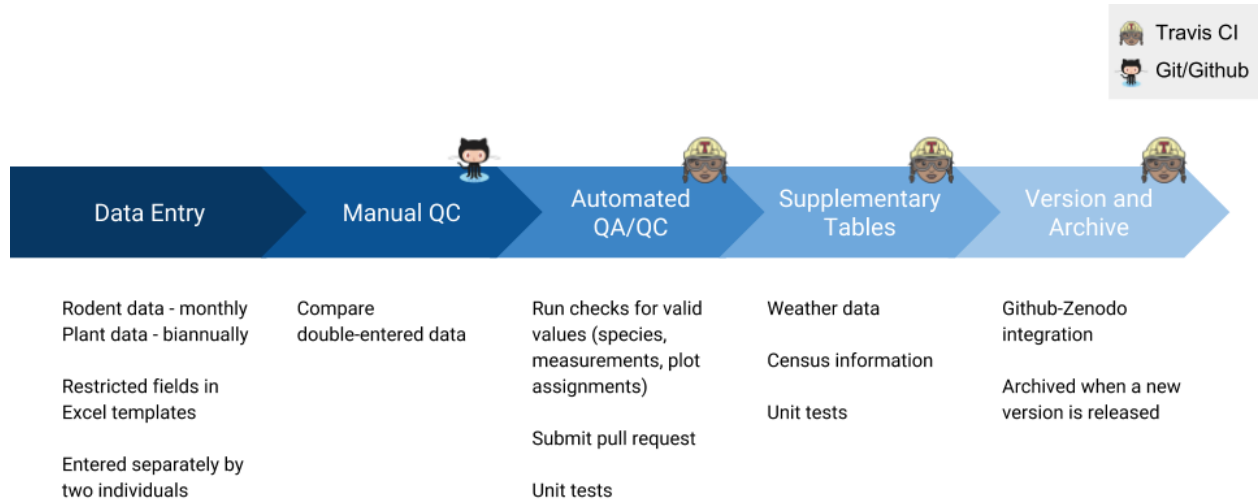 Travis CI
Git/Github
Data Entry
Manual QC
Automated
QA/QC
Supplementary
Tables
Version and
Archive
Rodent data - monthly
Plant data - biannually
Restricted fields in
Excel templates
Entered separately by
two individuals
Compare
double-entered data
Run checks for valid
values (species,
measurements, plot
assignments)
Submit pull request
Unit tests
Weather data
Census information
Unit tests
Github-Zenodo
integration
Archived when a new
version is released